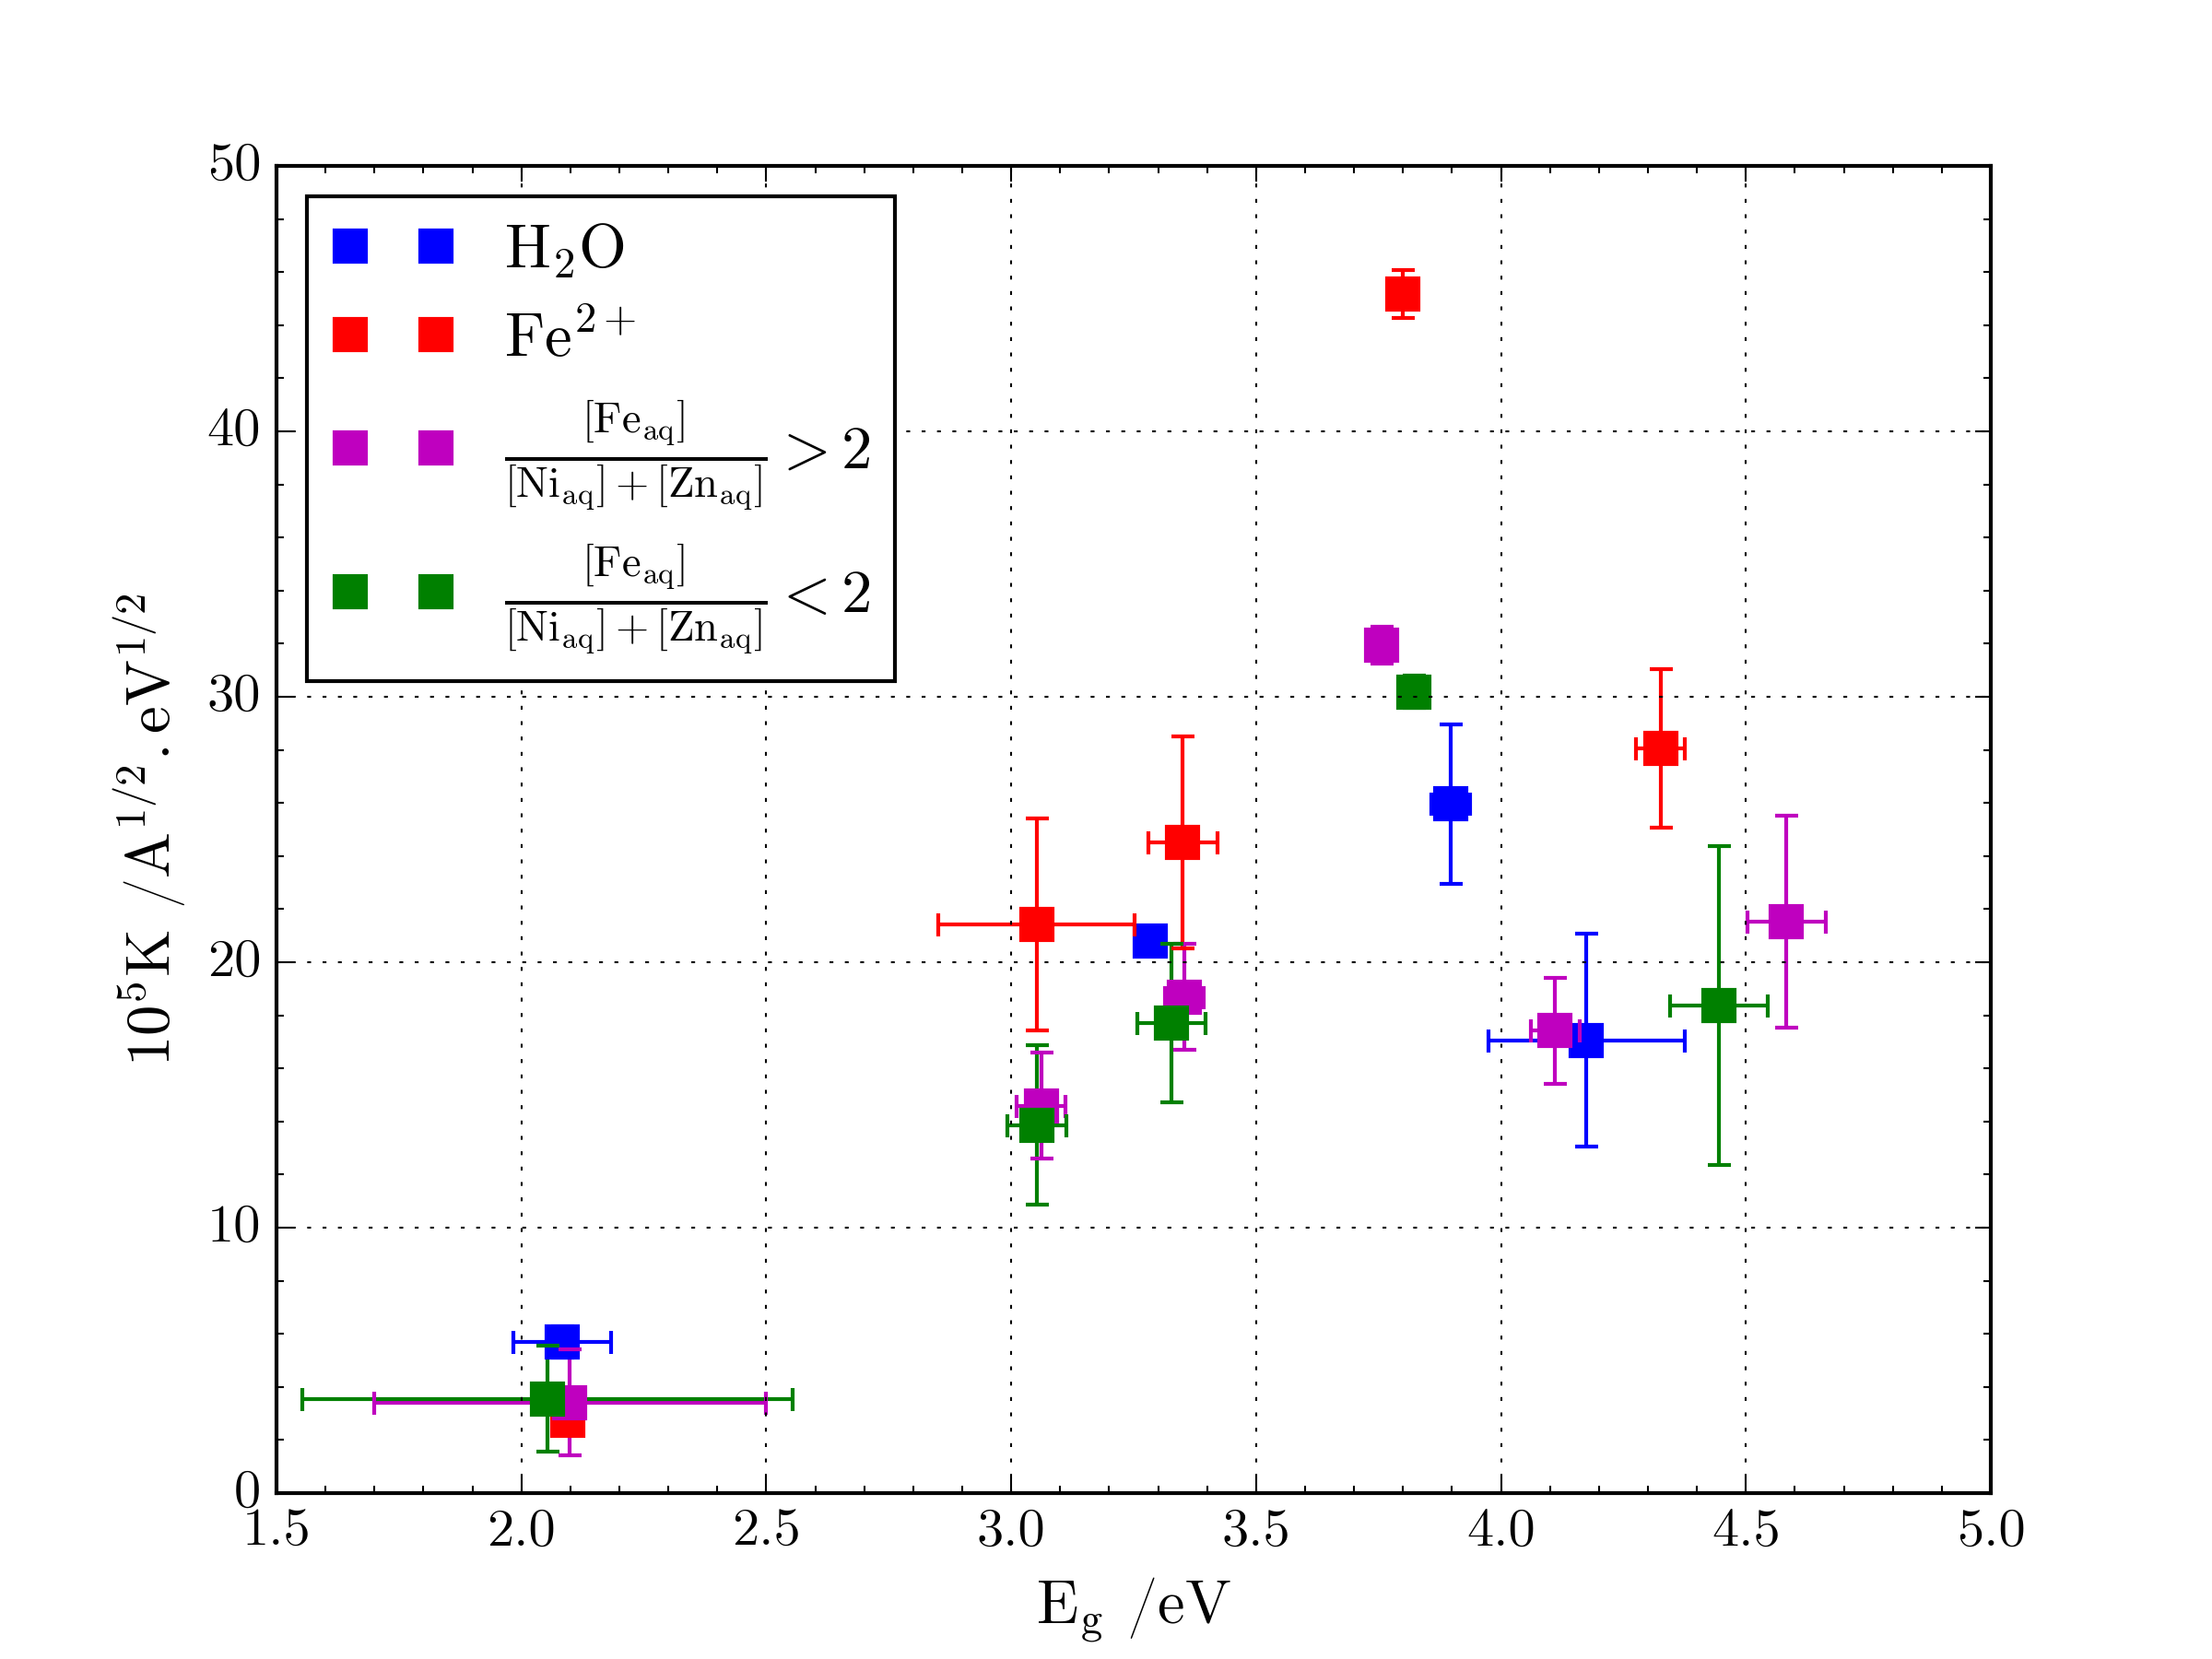 50
40
30
20
10
0
10⁵K /A^1/2.eV^1/2
H₂O
Fe²⁺
[Fe_aq]
[Ni_aq] + [Zn_aq] > 2
[Fe_aq]
[Ni_aq] + [Zn_aq] < 2
1.5 2.0 2.5 3.0 3.5 4.0 4.5 5.0
E_g /eV